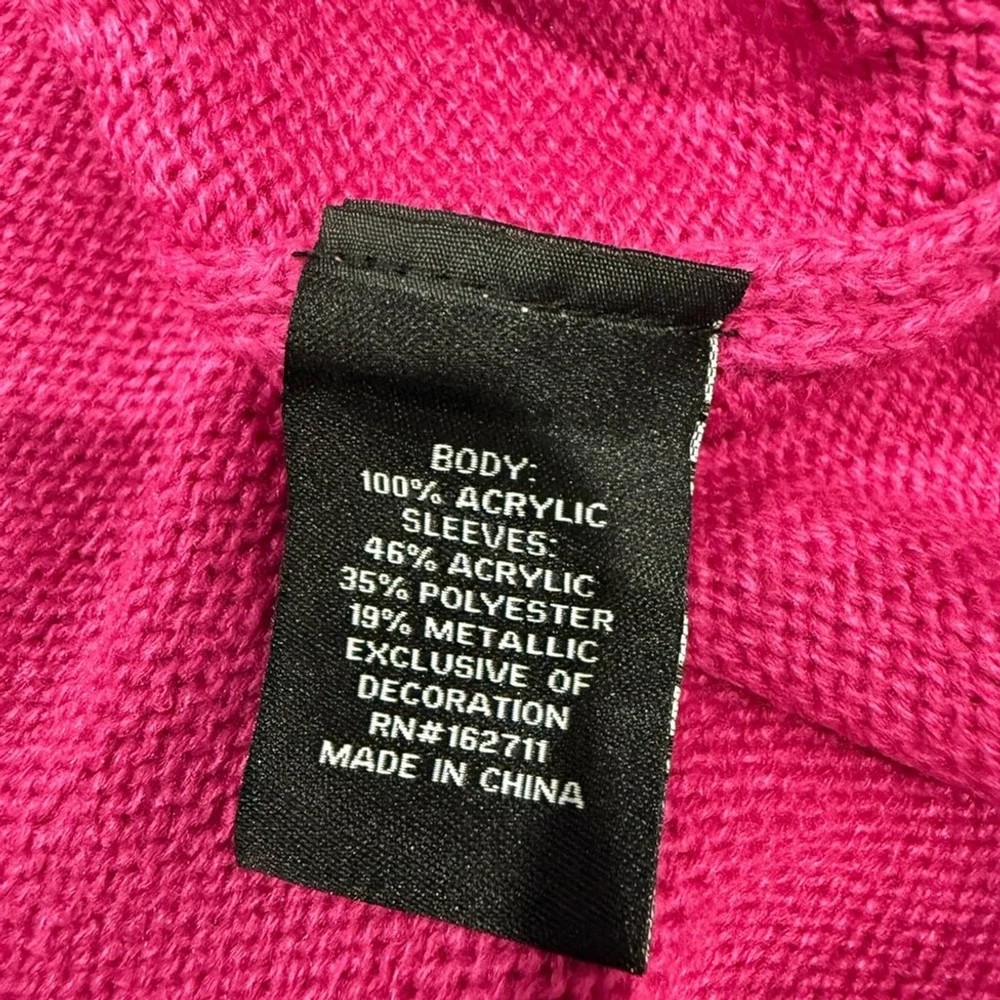 BODY:
100% ACRYLIC
SLEEVES:
46% ACRYLIC
35% POLYESTER
19% METALLIC
EXCLUSIVE OF
DECORATION
RN#162711
MADE IN CHINA